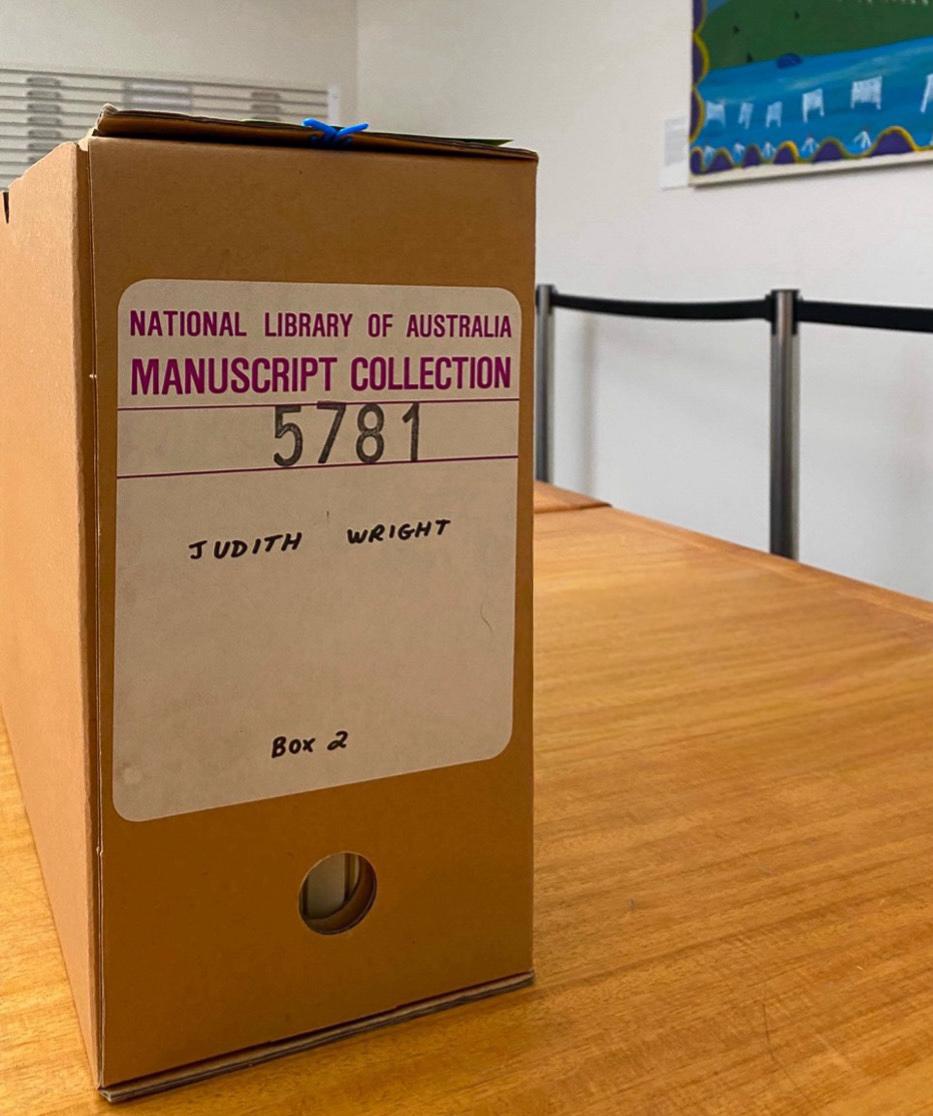 NATIONAL LIBRARY OF AUSTRALIA
MANUSCRIPT COLLECTION
5781
JUDITH WRIGHT
Box 2